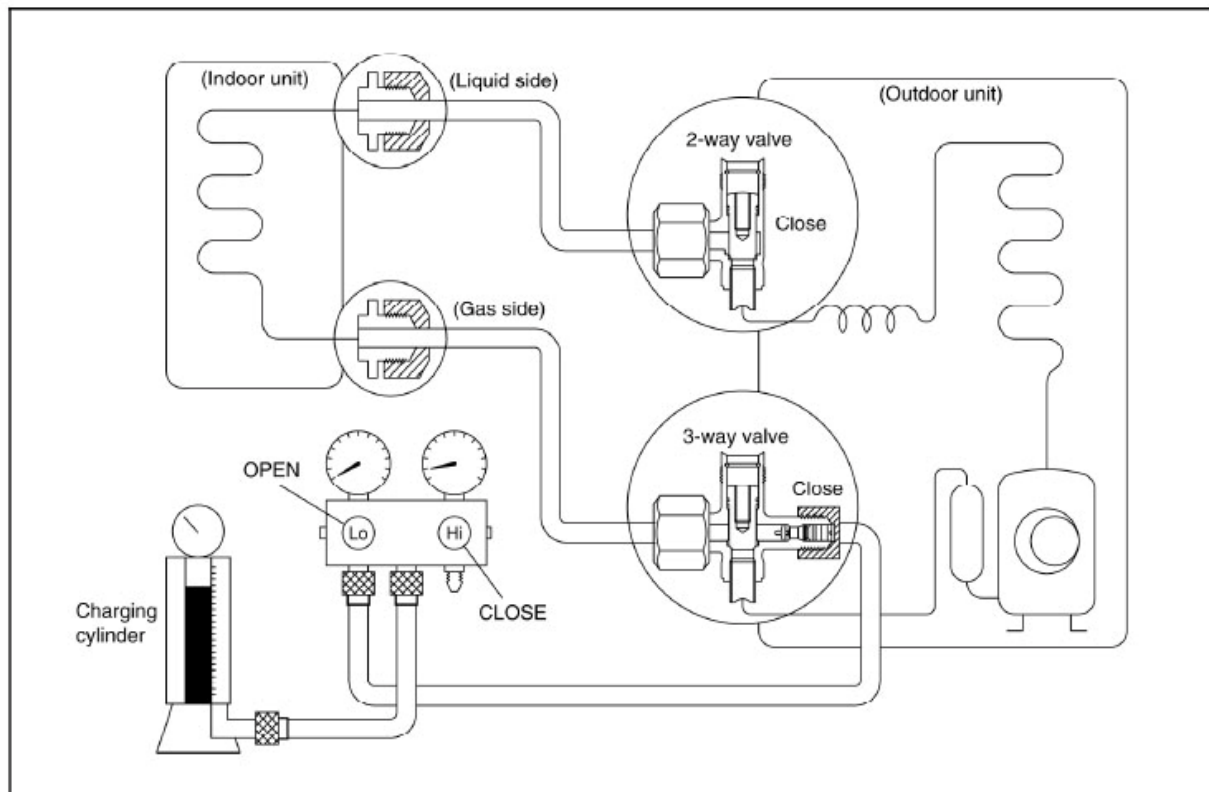 (Indoor unit)
(Liquid side)
(Outdoor unit)
2-way valve
Close
(Gas side)
3-way valve
Close
OPEN
Lo
Hi
CLOSE
Charging
cylinder